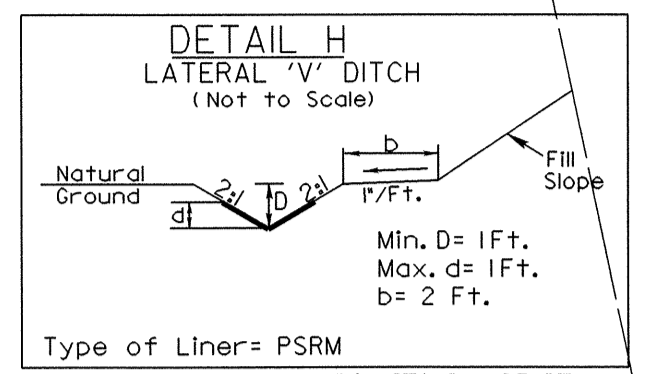 DETAIL H
LATERAL 'V' DITCH
(Not to Scale)
b
Natural
Ground
2:1
D
2:1
1"/Ft.
d
Fill
Slope
Min. D= 1Ft.
Max. d= 1Ft.
b= 2 Ft.
Type of Liner= PSRM